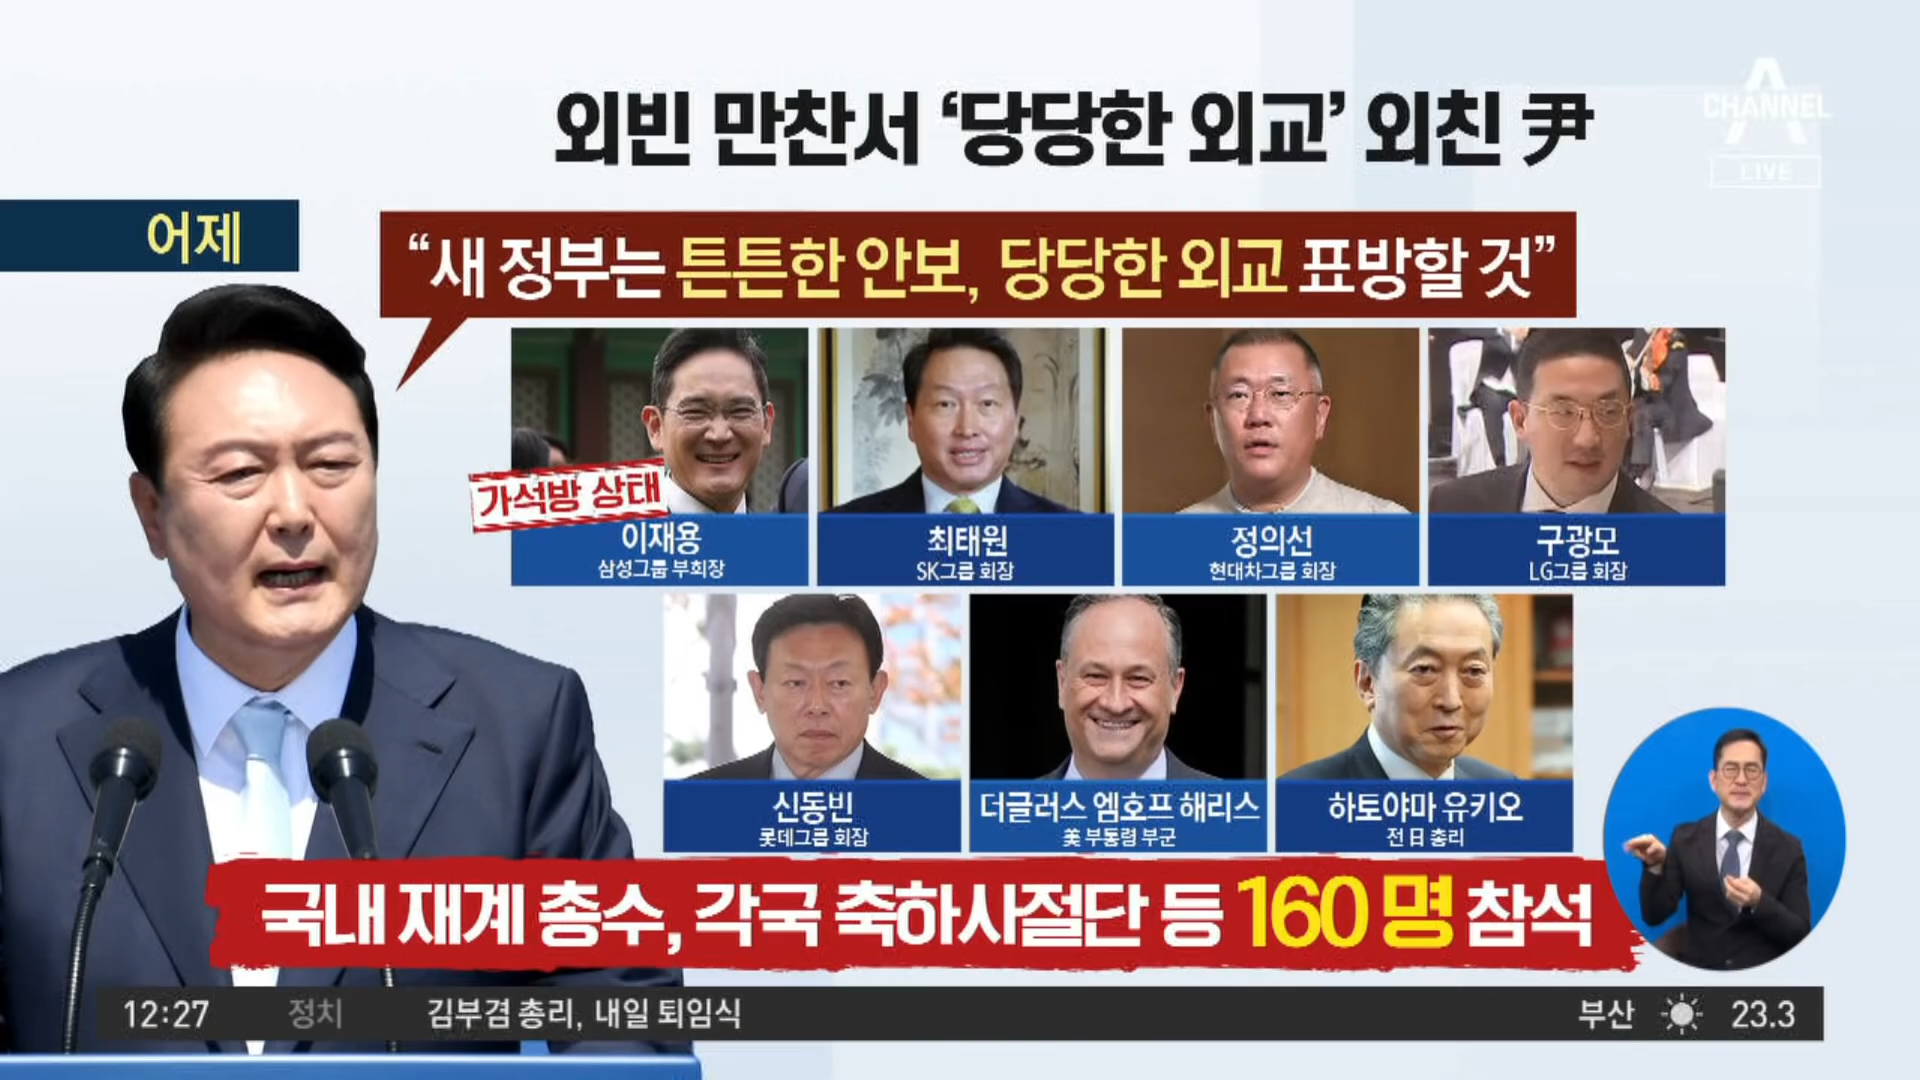 외빈 만찬서 ‘당당한 외교’ 외친 尹
CHANNEL A
LIVE
어제
“새 정부는 튼튼한 안보, 당당한 외교 표방할 것”
가석방 상태
이재용
삼성그룹 부회장
최태원
SK그룹 회장
정의선
현대차그룹 회장
구광모
LG그룹 회장
신동빈
롯데그룹 회장
더글러스 엠호프 해리스
美 부통령 부군
하토야마 유키오
전 日 총리
국내 재계 총수, 각국 축하사절단 등 160명 참석
12:27 정치 김부겸 총리, 내일 퇴임식 부산 23.3